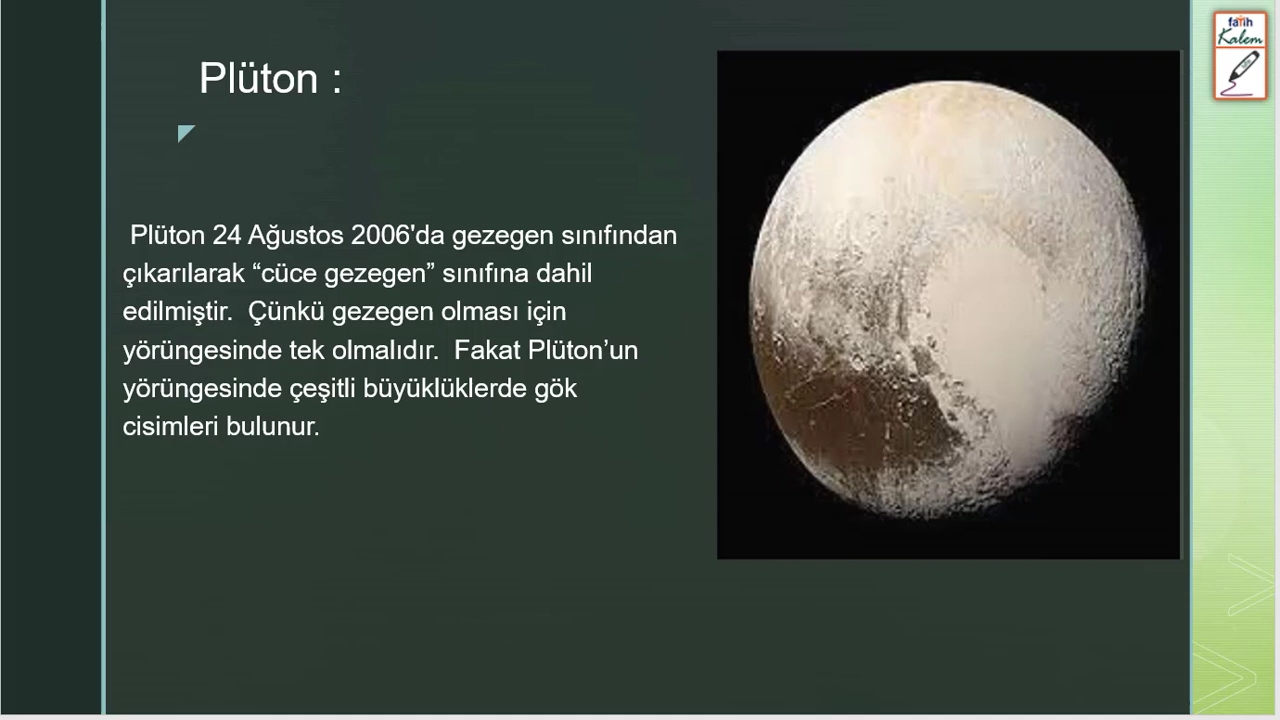 fatih
Kalem
Plüton :
Plüton 24 Ağustos 2006'da gezegen sınıfından
çıkarılarak “cüce gezegen” sınıfına dahil
edilmiştir.  Çünkü gezegen olması için
yörüngesinde tek olmalıdır.  Fakat Plüton’un
yörüngesinde çeşitli büyüklüklerde gök
cisimleri bulunur.